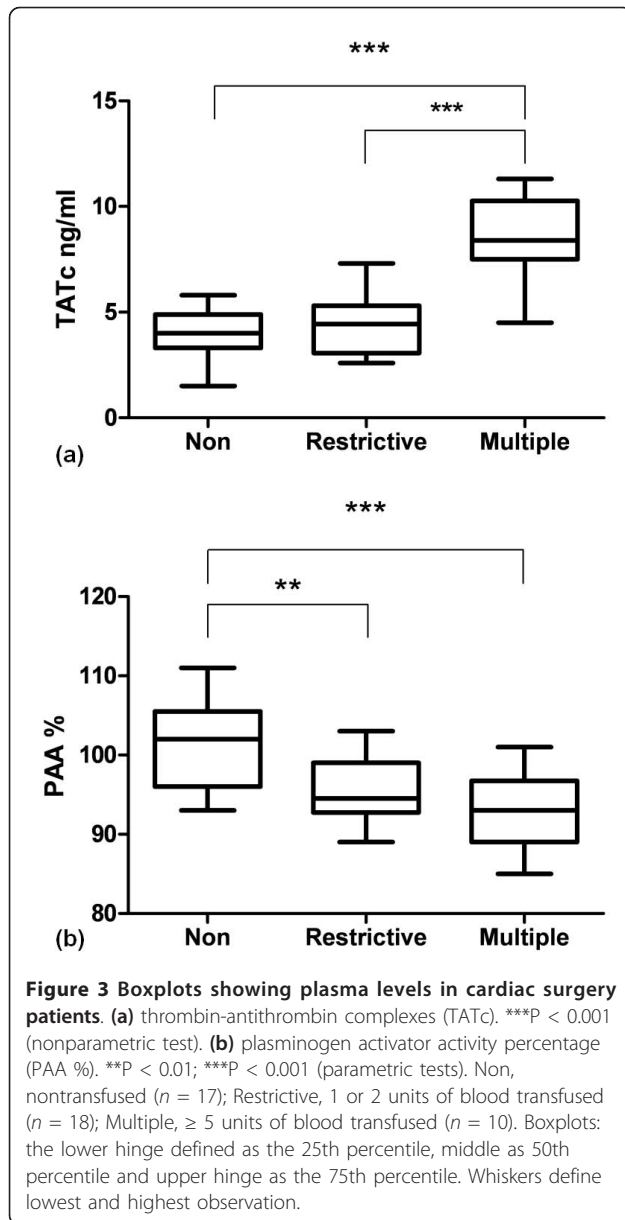 ***
***
15
10
5
0
TATc ng/ml
Non Restrictive Multiple
(a)
***
**
120
110
100
90
80
PAA %
Non Restrictive Multiple
(b)
Figure 3 Boxplots showing plasma levels in cardiac surgery
patients. (a) thrombin-antithrombin complexes (TATc). ***P < 0.001
(nonparametric test). (b) plasminogen activator activity percentage
(PAA %). **P < 0.01; ***P < 0.001 (parametric tests). Non,
nontransfused (n = 17); Restrictive, 1 or 2 units of blood transfused
(n = 18); Multiple, ≥ 5 units of blood transfused (n = 10). Boxplots:
the lower hinge defined as the 25th percentile, middle as 50th
percentile and upper hinge as the 75th percentile. Whiskers define
lowest and highest observation.